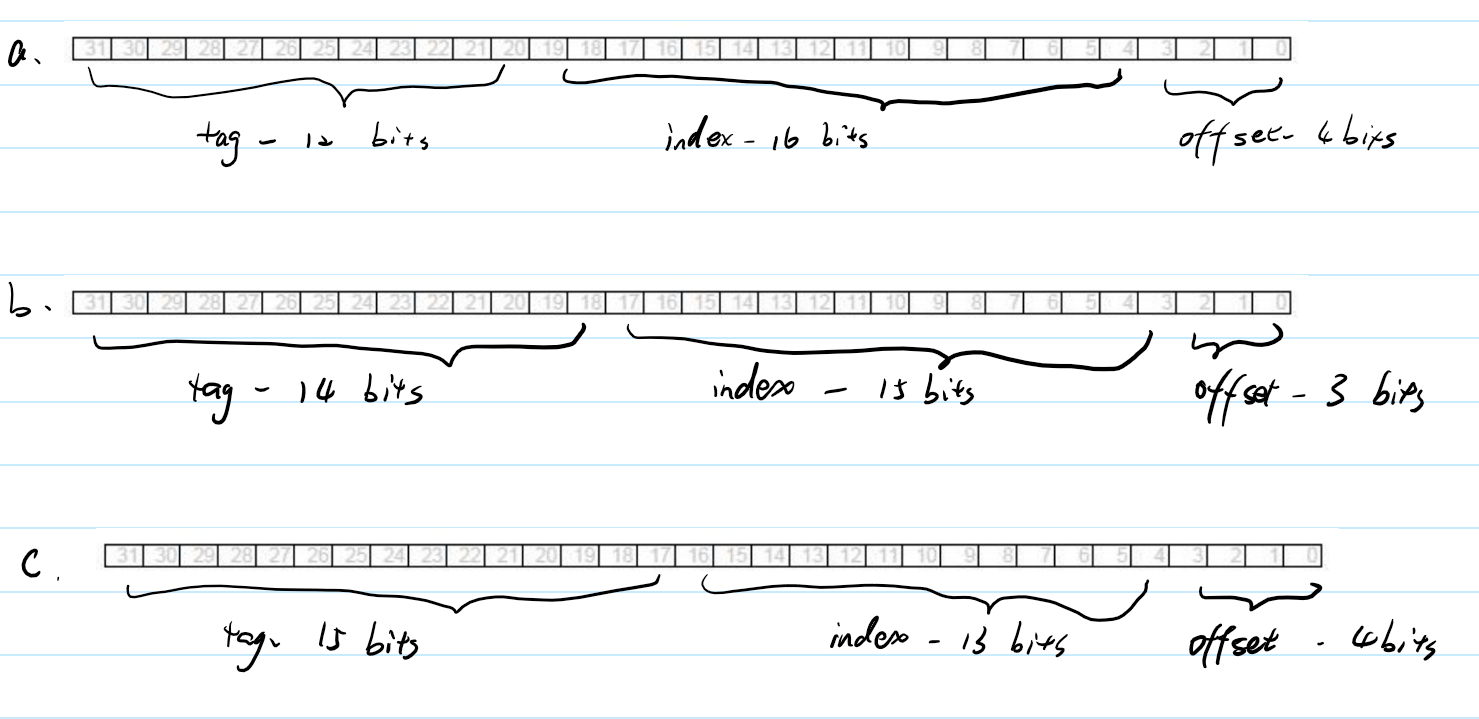 a. 31 30 29 28 27 26 25 24 23 22 21 20 19 18 17 16 15 14 13 12 11 10 9 8 7 6 5 4 3 2 1 0
tag - 12 bits index - 16 bits offset - 4 bits
b. 31 30 29 28 27 26 25 24 23 22 21 20 19 18 17 16 15 14 13 12 11 10 9 8 7 6 5 4 3 2 1 0
tag - 14 bits index - 15 bits offset - 3 bits
c. 31 30 29 28 27 26 25 24 23 22 21 20 19 18 17 16 15 14 13 12 11 10 9 8 7 6 5 4 3 2 1 0
tag - 15 bits index - 13 bits offset - 4 bits